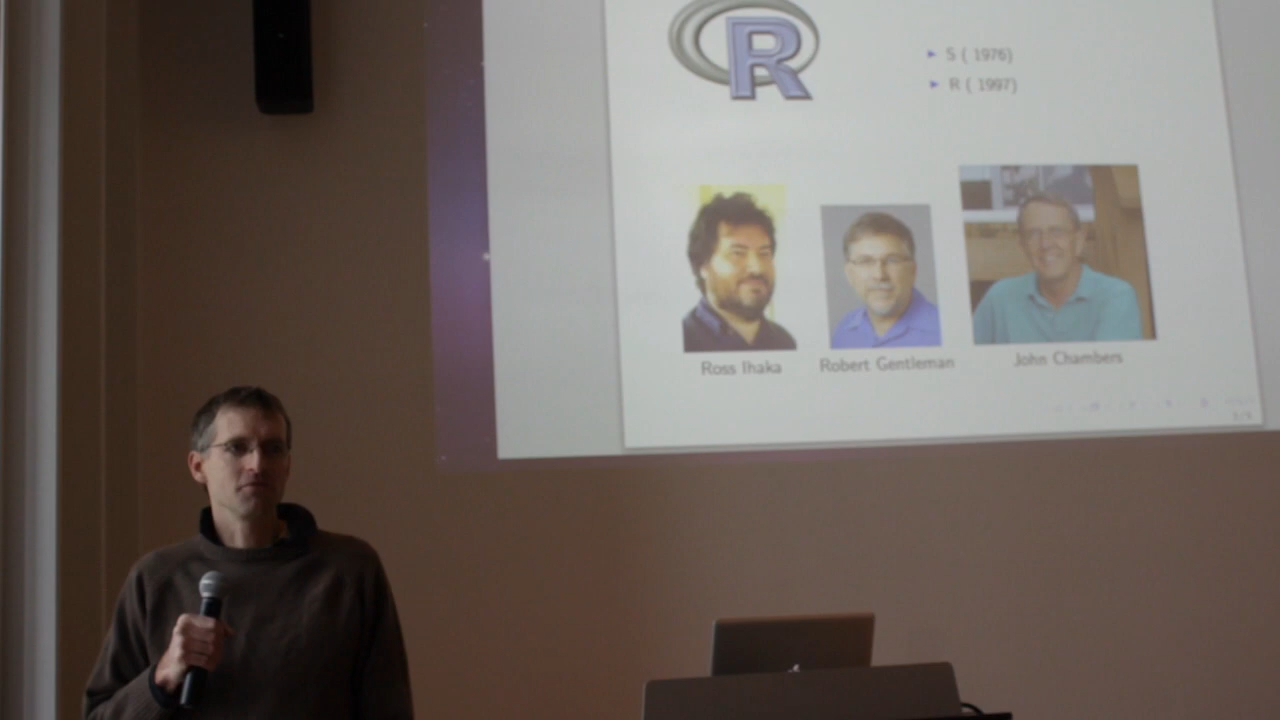 R
► S ( 1976)
► R ( 1997)
Ross Ihaka
Robert Gentleman
John Chambers